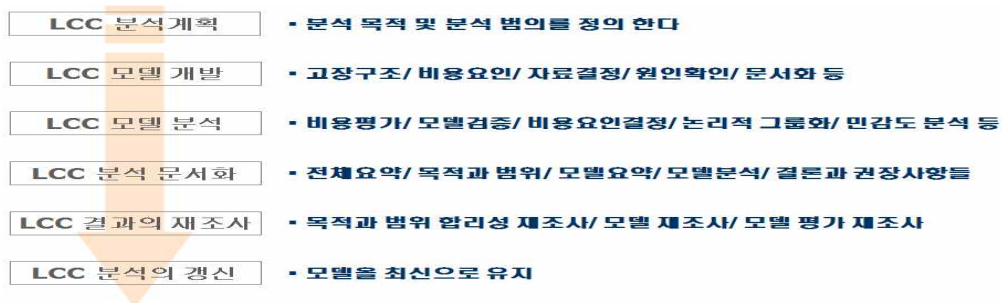 LCC 분석계획 ▪ 분석 목적 및 분석 범의를 정의 한다
LCC 모델 개발 ▪ 고장구조/ 비용요인/ 자료결정/ 원인확인/ 문서화 등
LCC 모델 분석 ▪ 비용평가/ 모델검증/ 비용요인결정/ 논리적 그룹화/ 민감도 분석 등
LCC 분석 문서화 ▪ 전체요약/ 목적과 범위/ 모델요약/ 모델분석/ 결론과 권장사항들
LCC 결과의 재조사 ▪ 목적과 범위 합리성 재조사/ 모델 재조사/ 모델 평가 재조사
LCC 분석의 갱신 ▪ 모델을 최신으로 유지